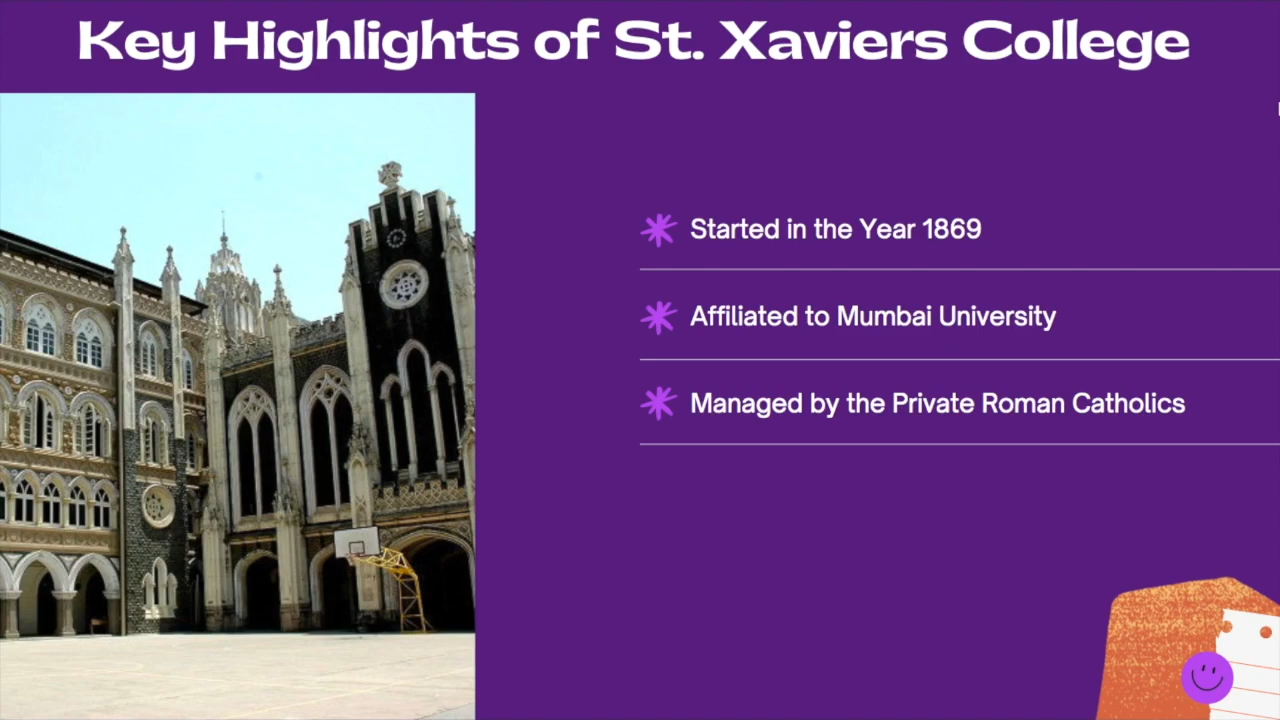 Key Highlights of St. Xaviers College
Started in the Year 1869
Affiliated to Mumbai University
Managed by the Private Roman Catholics